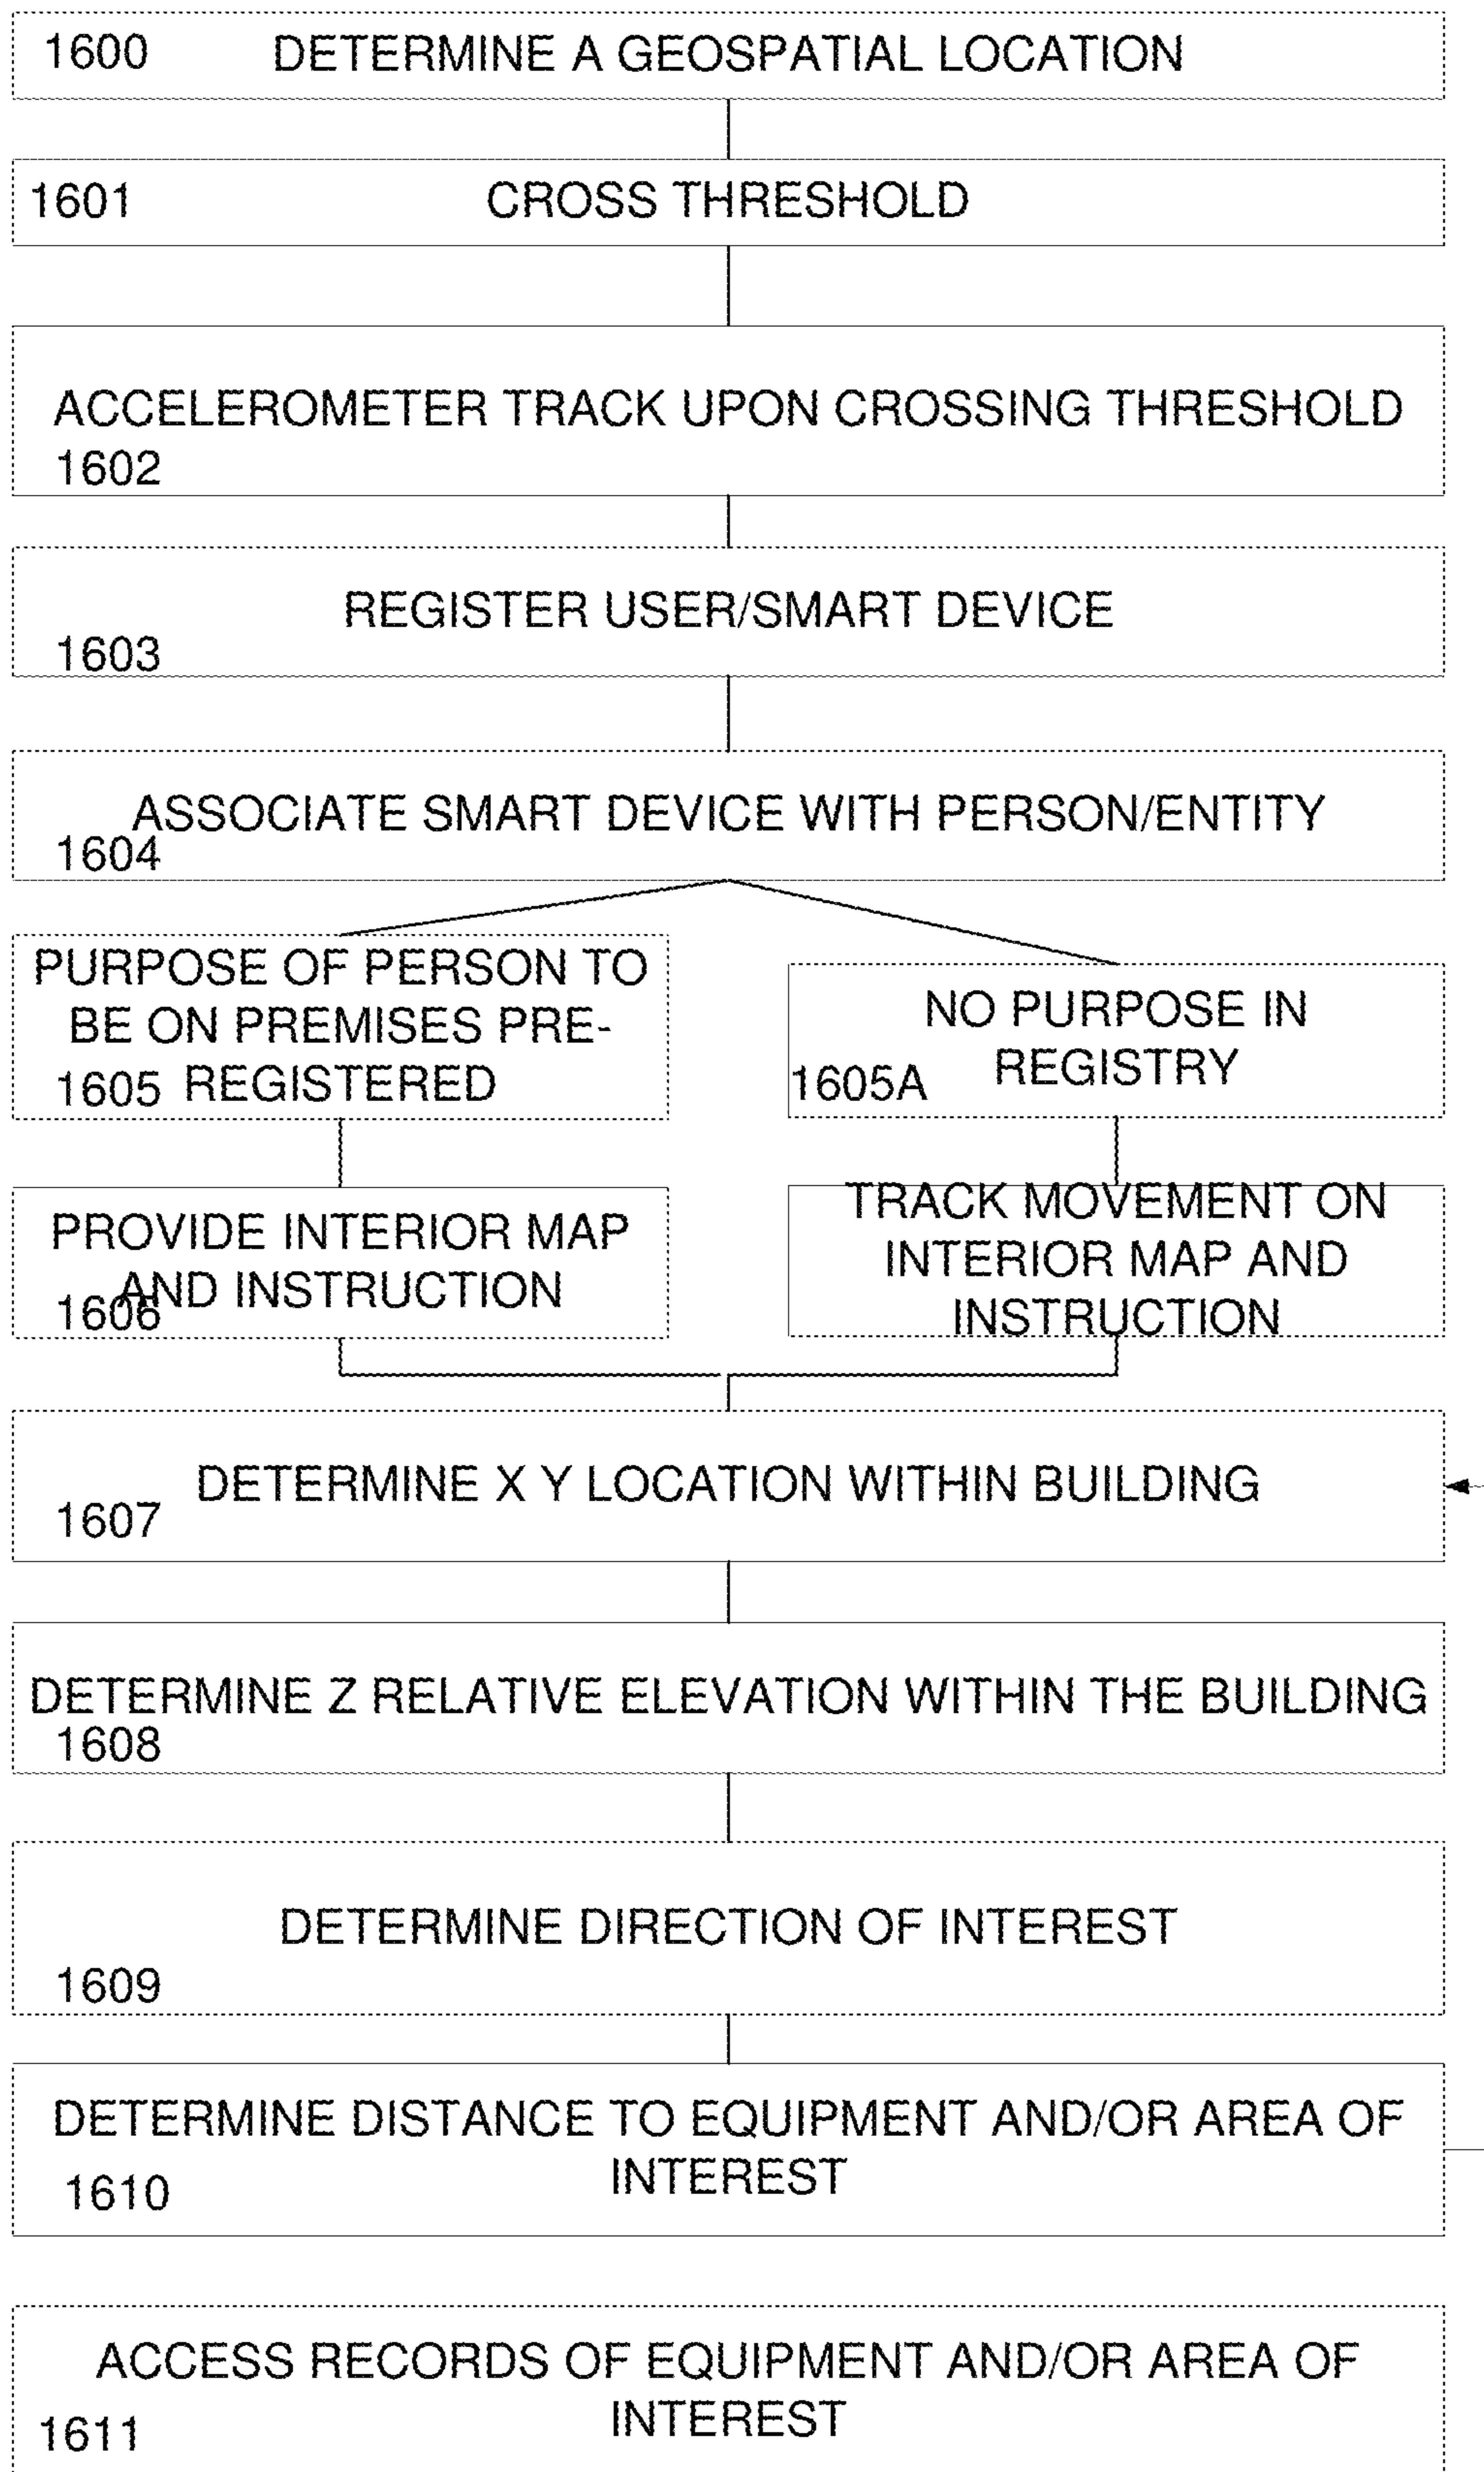 1600 DETERMINE A GEOSPATIAL LOCATION
1601 CROSS THRESHOLD
ACCELEROMETER TRACK UPON CROSSING THRESHOLD
1602
REGISTER USER/SMART DEVICE
1603
ASSOCIATE SMART DEVICE WITH PERSON/ENTITY
1604
PURPOSE OF PERSON TO
BE ON PREMISES PRE-
1605 REGISTERED
NO PURPOSE IN
REGISTRY
1605A
PROVIDE INTERIOR MAP
AND INSTRUCTION
1606
TRACK MOVEMENT ON
INTERIOR MAP AND
INSTRUCTION
DETERMINE X Y LOCATION WITHIN BUILDING
1607
DETERMINE Z RELATIVE ELEVATION WITHIN THE BUILDING
1608
DETERMINE DIRECTION OF INTEREST
1609
DETERMINE DISTANCE TO EQUIPMENT AND/OR AREA OF
INTEREST
1610
ACCESS RECORDS OF EQUIPMENT AND/OR AREA OF
INTEREST
1611